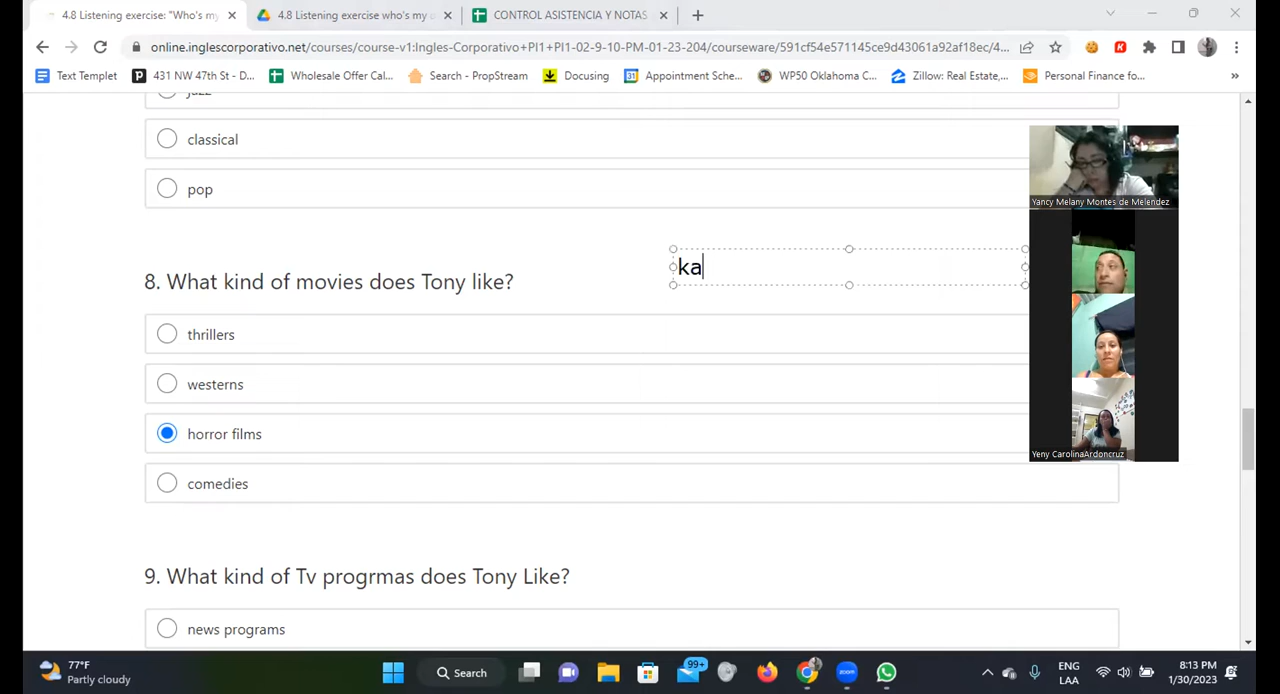 4.8 Listening exercise: "Who's my
4.8 Listening exercise who's my
CONTROL ASISTENCIA Y NOTAS
online.inglescorporativo.net/courses/course-v1:Ingles-Corporativo+PI1+PI1-02-9-10-PM-01-23-204/courseware/591cf54e571145ce9d43061a92af18ec/4...
Text Templet
431 NW 47th St - D...
Wholesale Offer Cal...
Search - PropStream
Docusing
Appointment Sche...
WP50 Oklahoma C...
Zillow: Real Estate,...
Personal Finance fo...
»
jazz
classical
pop
Yancy Melany Montes de Melendez
ka
8. What kind of movies does Tony like?
thrillers
westerns
horror films
Yeny CarolinaArdoncruz
comedies
9. What kind of Tv progrmas does Tony Like?
news programs
77°F
Partly cloudy
Search
99+
zoom
ENG
LAA
8:13 PM
1/30/2023